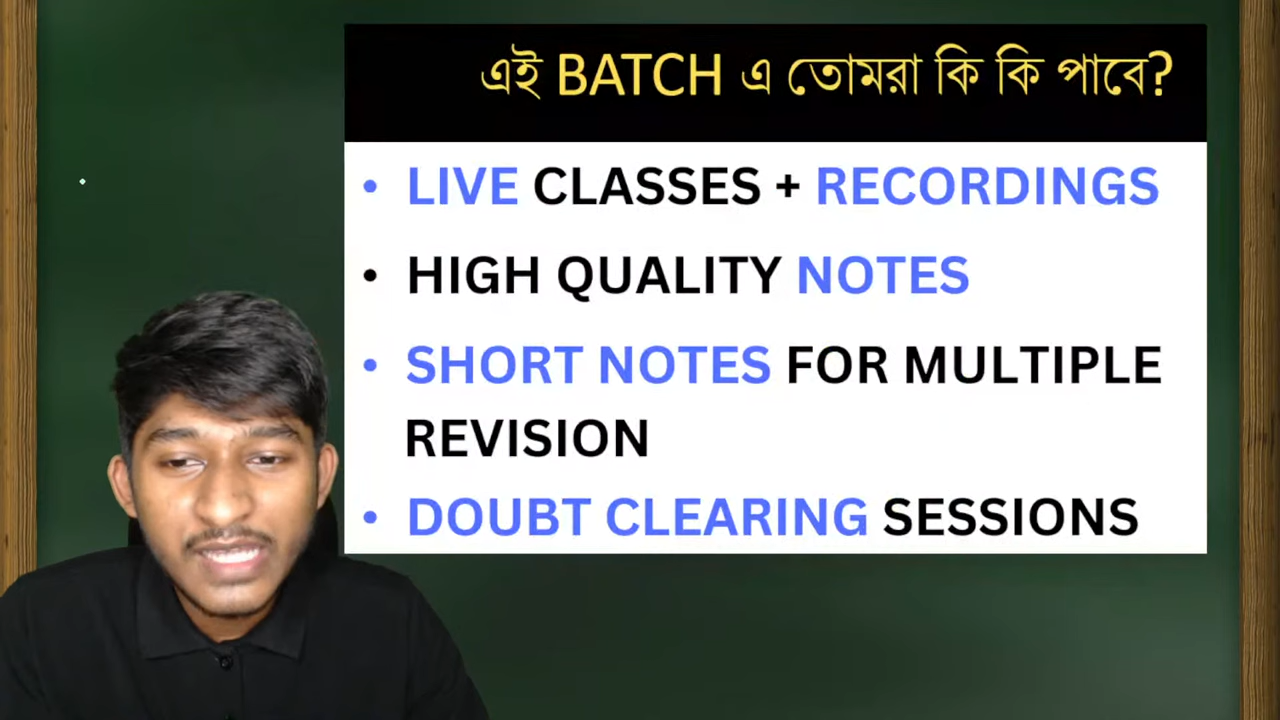 এই BATCH এ তোমরা কি কি পাবে?
• LIVE CLASSES + RECORDINGS
• HIGH QUALITY NOTES
• SHORT NOTES FOR MULTIPLE
REVISION
• DOUBT CLEARING SESSIONS